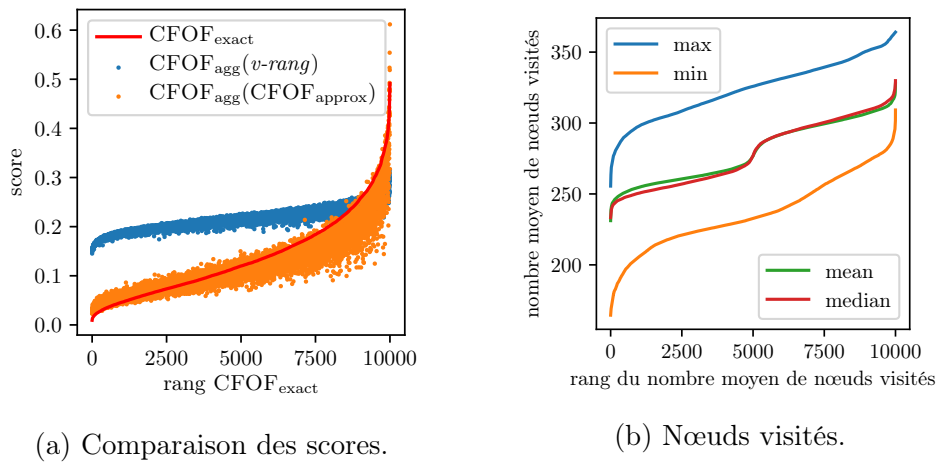 CFOF_exact
CFOF_agg(v-rang)
CFOF_agg(CFOF_approx)
score
0.6
0.5
0.4
0.3
0.2
0.1
0.0
0 2500 5000 7500 10000
rang CFOF_exact
(a) Comparaison des scores.
max
min
mean
median
nombre moyen de nœuds visités
350
300
250
200
0 2500 5000 7500 10000
rang du nombre moyen de nœuds visités
(b) Nœuds visités.